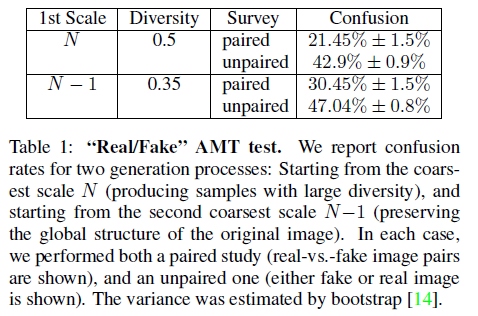 1st Scale Diversity Survey Confusion
N 0.5 paired 21.45% ± 1.5%
unpaired 42.9% ± 0.9%
N − 1 0.35 paired 30.45% ± 1.5%
unpaired 47.04% ± 0.8%
Table 1: “Real/Fake” AMT test. We report confusion
rates for two generation processes: Starting from the coars-
est scale N (producing samples with large diversity), and
starting from the second coarsest scale N−1 (preserving
the global structure of the original image). In each case,
we performed both a paired study (real-vs.-fake image pairs
are shown), and an unpaired one (either fake or real image
is shown). The variance was estimated by bootstrap [14].